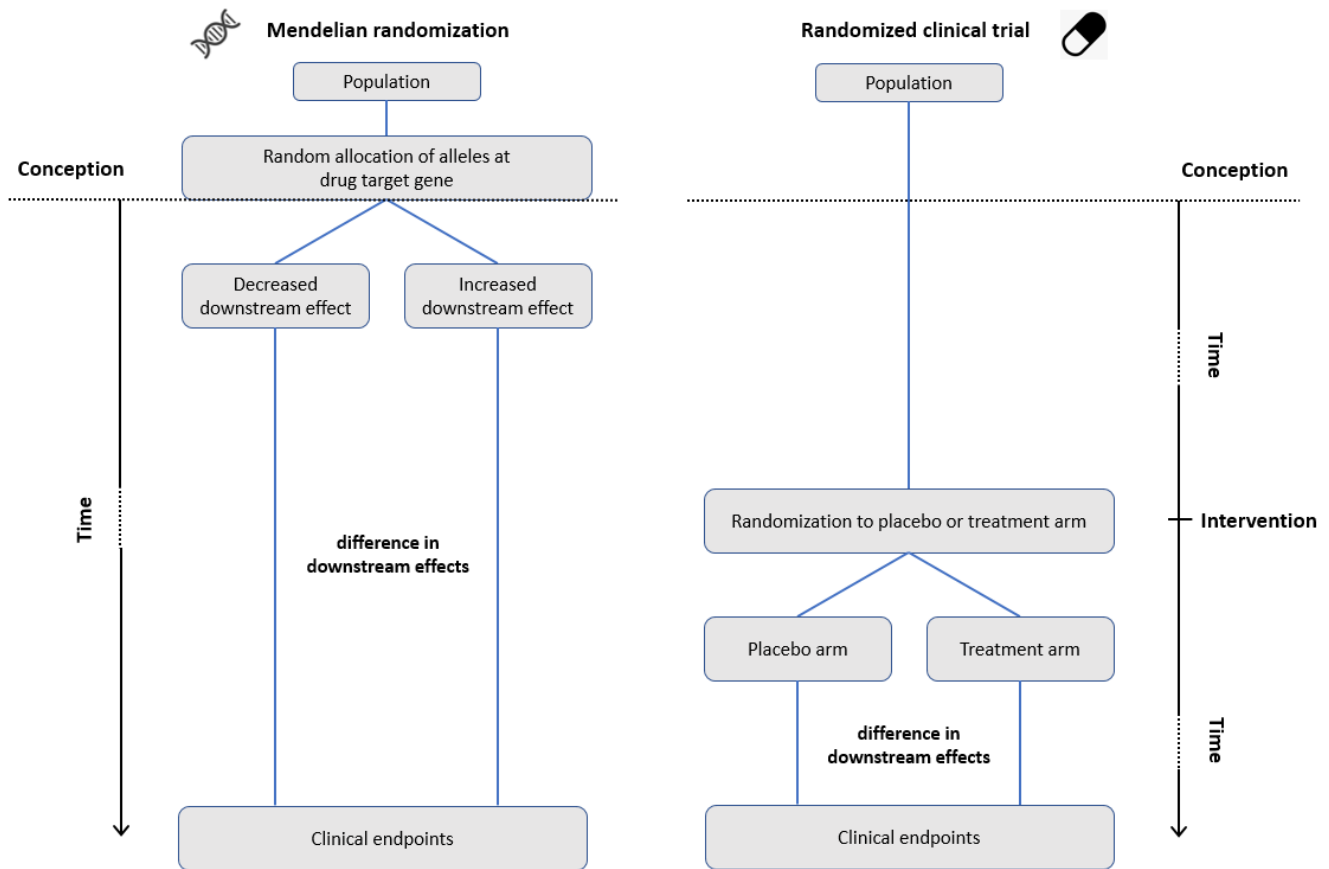 Mendelian randomization
Population
Conception
Random allocation of alleles at
drug target gene
Decreased
downstream effect
Increased
downstream effect
Time
difference in
downstream effects
Clinical endpoints
Randomized clinical trial
Population
Conception
Time
Randomization to placebo or treatment arm
Intervention
Placebo arm
Treatment arm
difference in
downstream effects
Time
Clinical endpoints